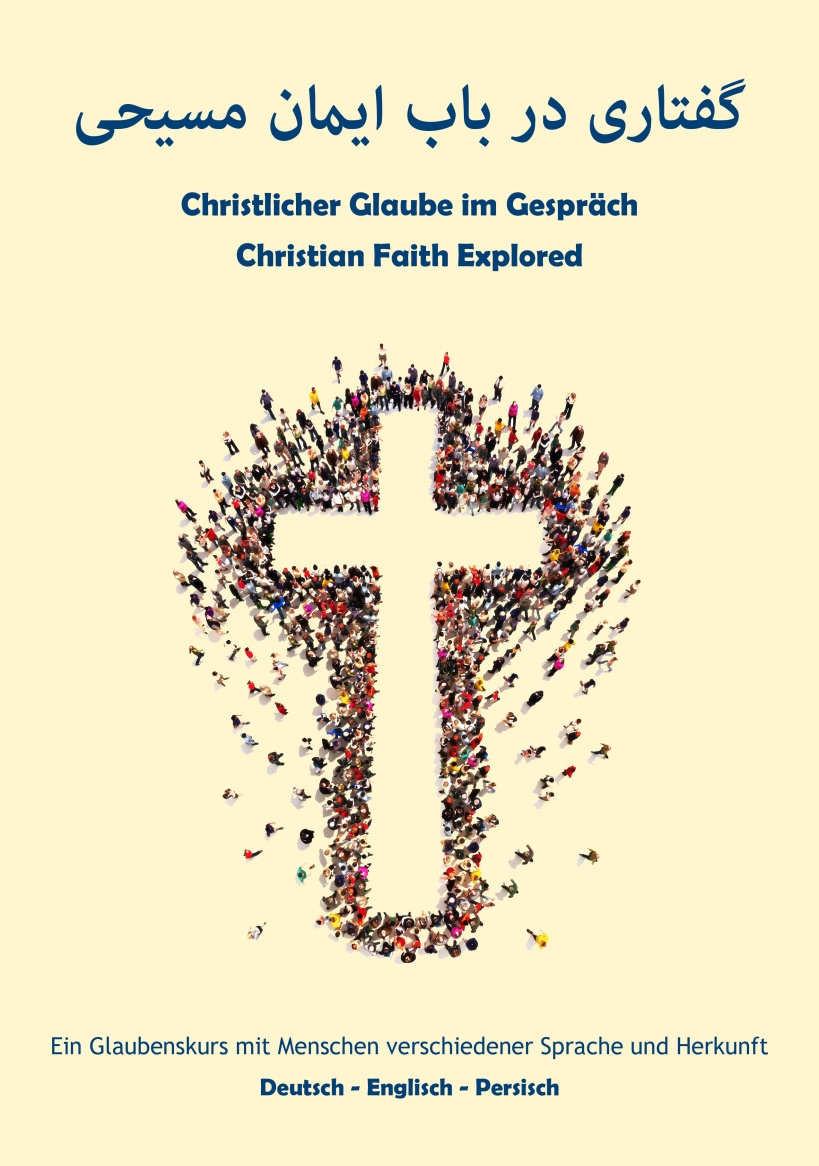 گفتاری در باب ایمان مسیحی
Christlicher Glaube im Gespräch
Christian Faith Explored
Ein Glaubenskurs mit Menschen verschiedener Sprache und Herkunft
Deutsch - Englisch - Persisch